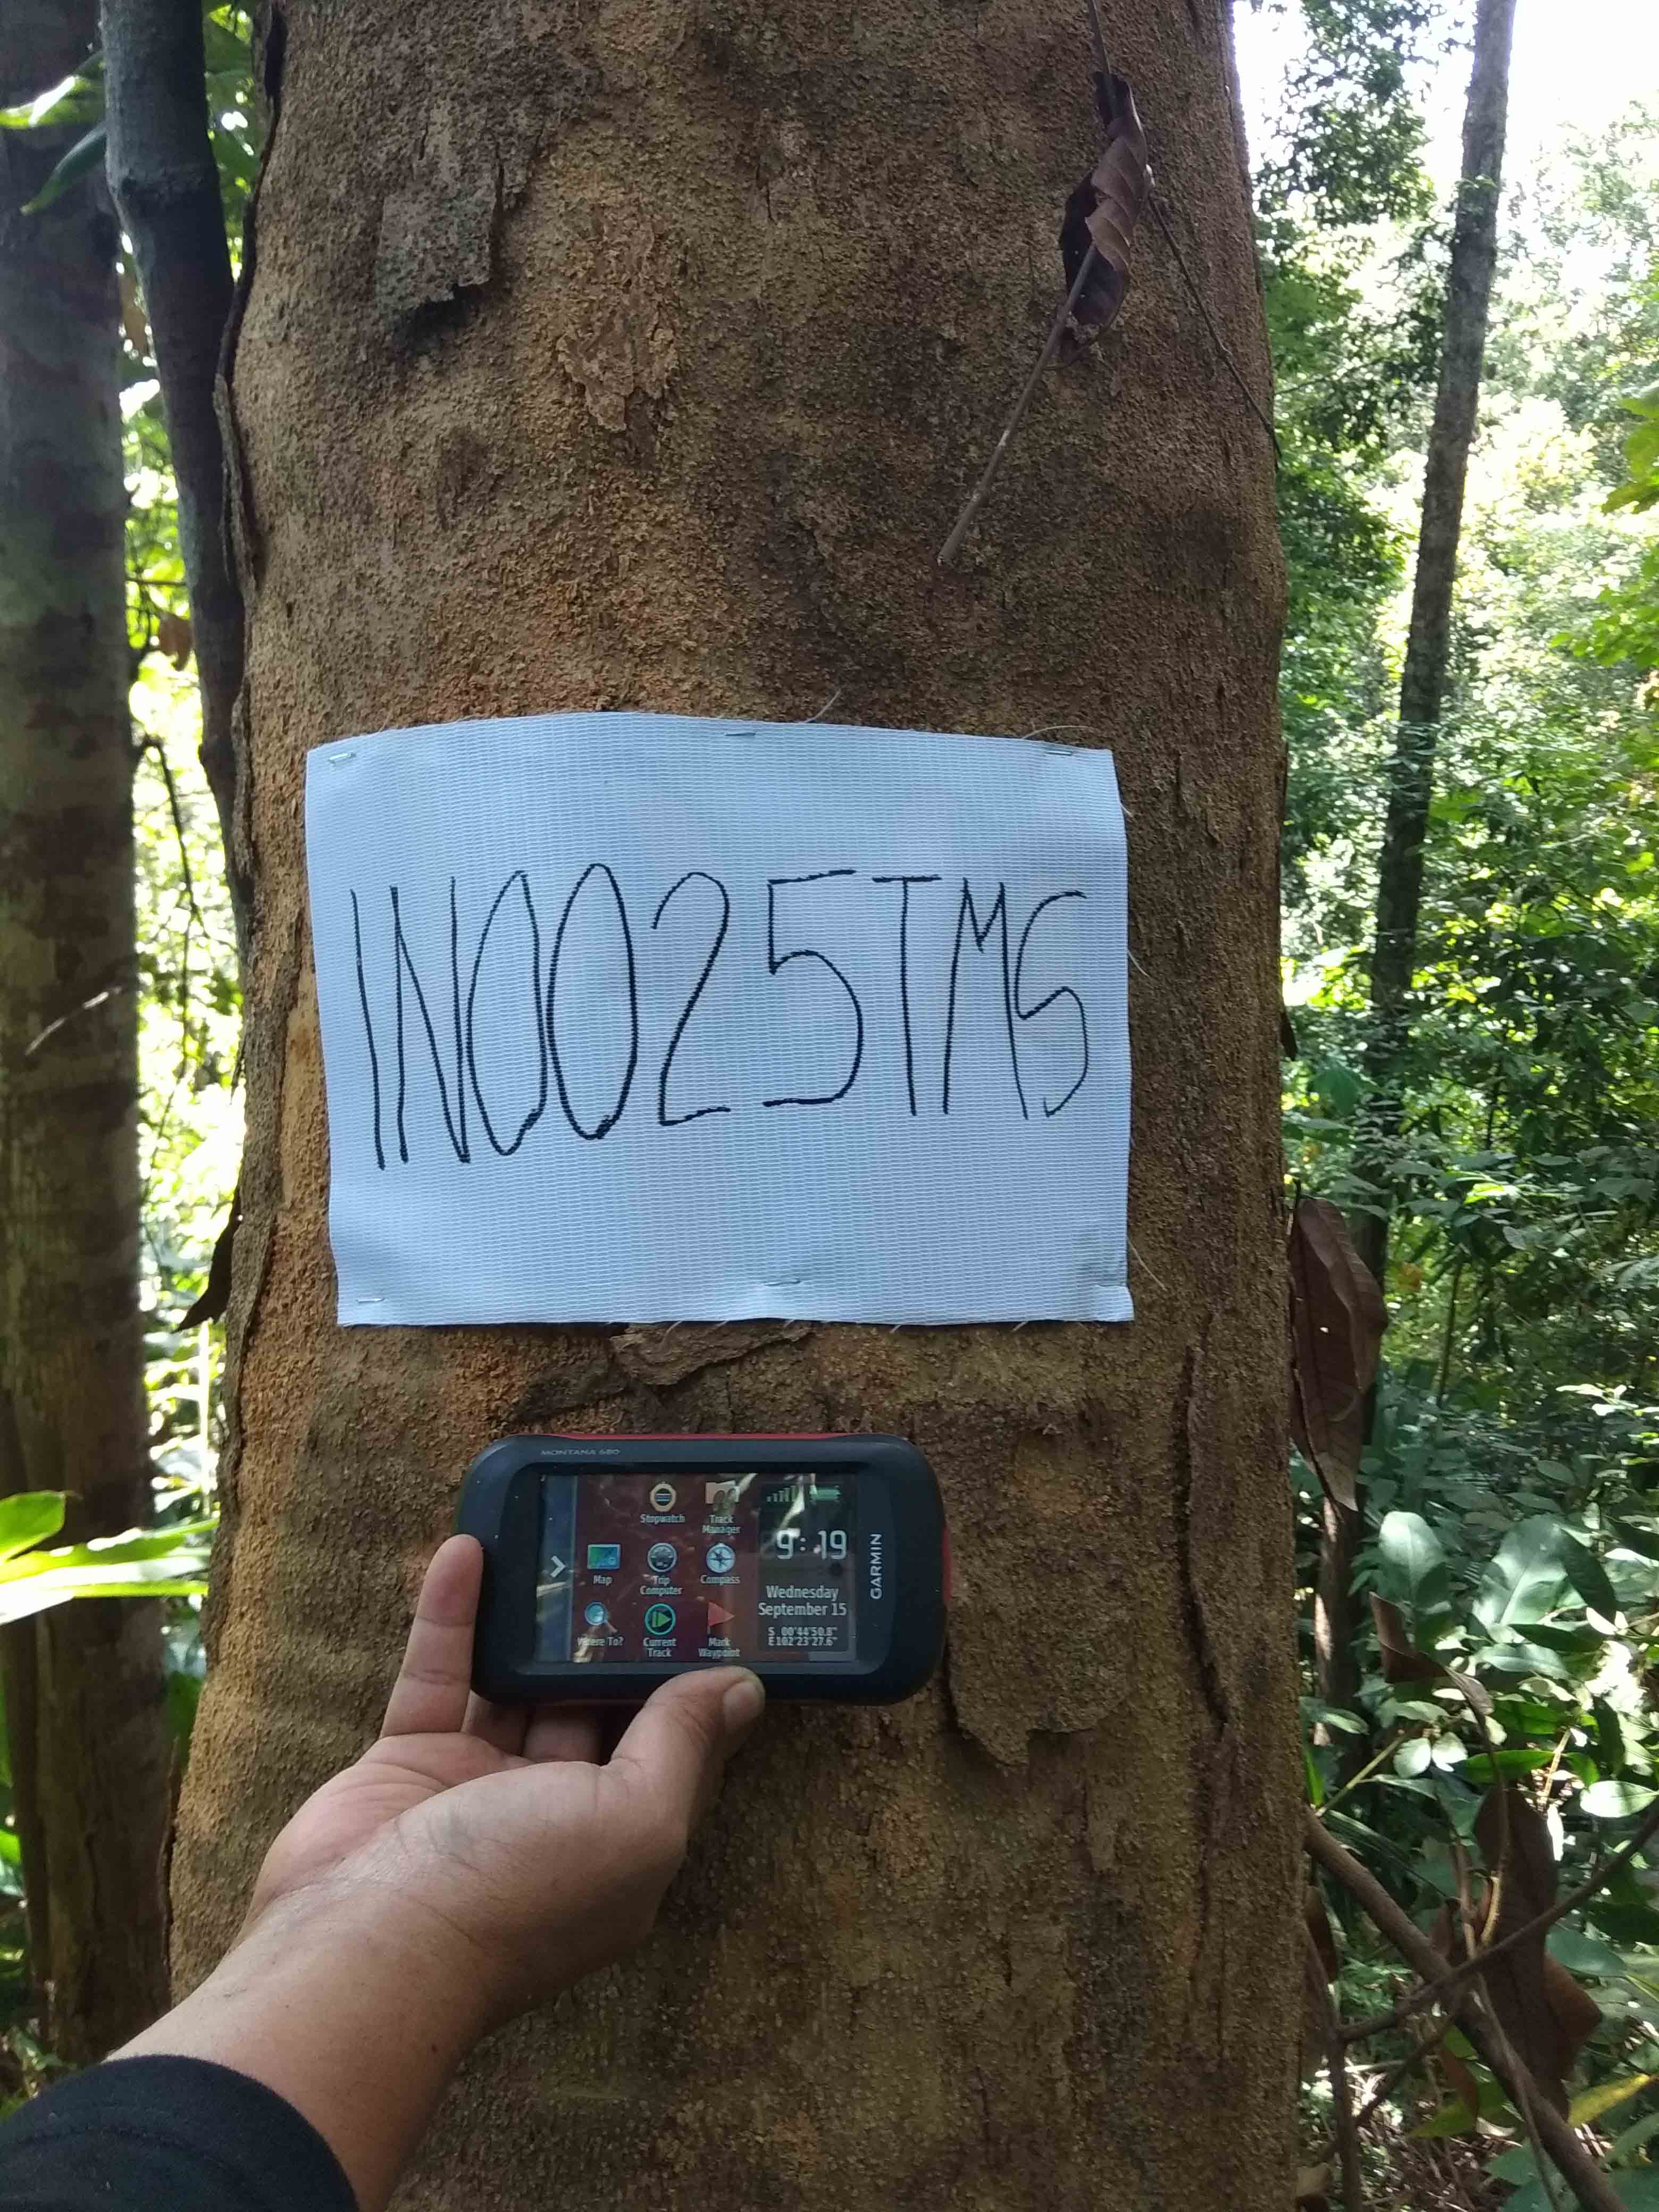 INOO25TMS
MONTANA 680
Stopwatch
Track
Manager
9:19
Map
Trip
Computer
Compass
Wednesday
September 15
Where To?
Current
Track
Mark
Waypoint
S 00°44'50.8"
E102°23'27.6"
GARMIN